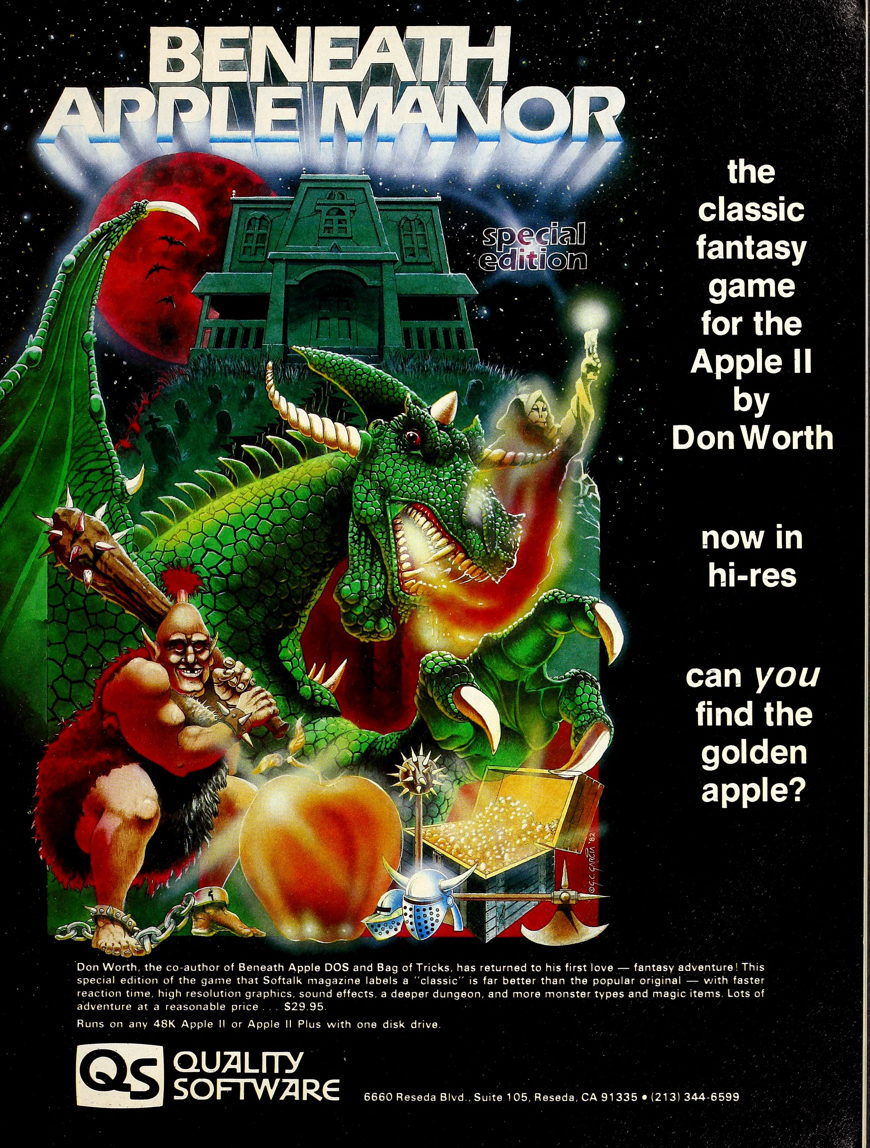 BENEATH
APPLE MANOR
special
edition
the
classic
fantasy
game
for the
Apple II
by
Don Worth
now in
hi-res
can you
find the
golden
apple?
© G.C. GARCIA '82
Don Worth, the co-author of Beneath Apple DOS and Bag of Tricks, has returned to his first love — fantasy adventure! This
special edition of the game that Softalk magazine labels a "classic" is far better than the popular original — with faster
reaction time, high resolution graphics, sound effects, a deeper dungeon, and more monster types and magic items. Lots of
adventure at a reasonable price . . . $29.95.
Runs on any 48K Apple II or Apple II Plus with one disk drive.
QS
QUALITY
SOFTWARE
6660 Reseda Blvd., Suite 105, Reseda, CA 91335 • (213) 344-6599